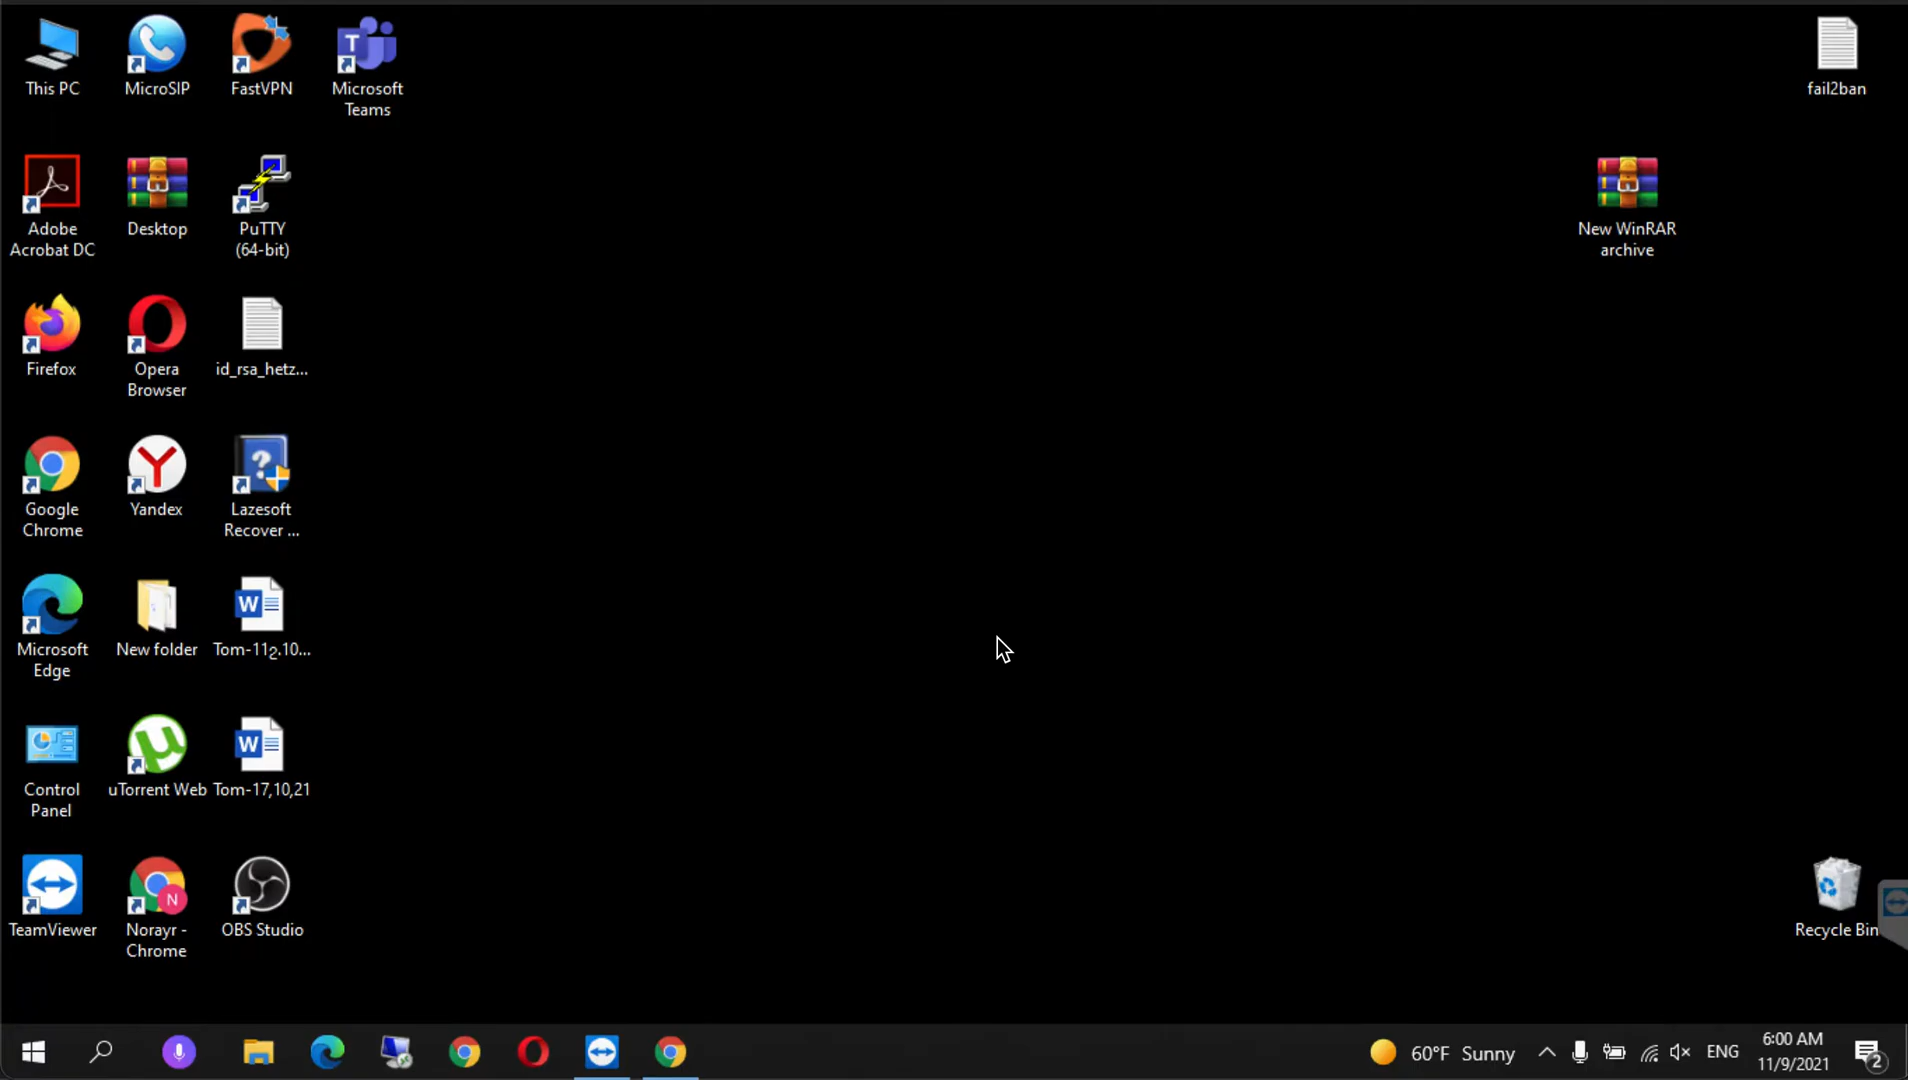 This PC
MicroSIP
FastVPN
Microsoft
Teams
fail2ban
Adobe
Acrobat DC
Desktop
PuTTY
(64-bit)
New WinRAR
archive
Firefox
Opera
Browser
id_rsa_hetz...
Google
Chrome
Yandex
Lazesoft
Recover ...
Microsoft
Edge
New folder
Tom-11շ.10...
Control
Panel
uTorrent Web
Tom-17,10,21
TeamViewer
Norayr -
Chrome
OBS Studio
Recycle Bin
60°F Sunny
ENG
6:00 AM
11/9/2021
2